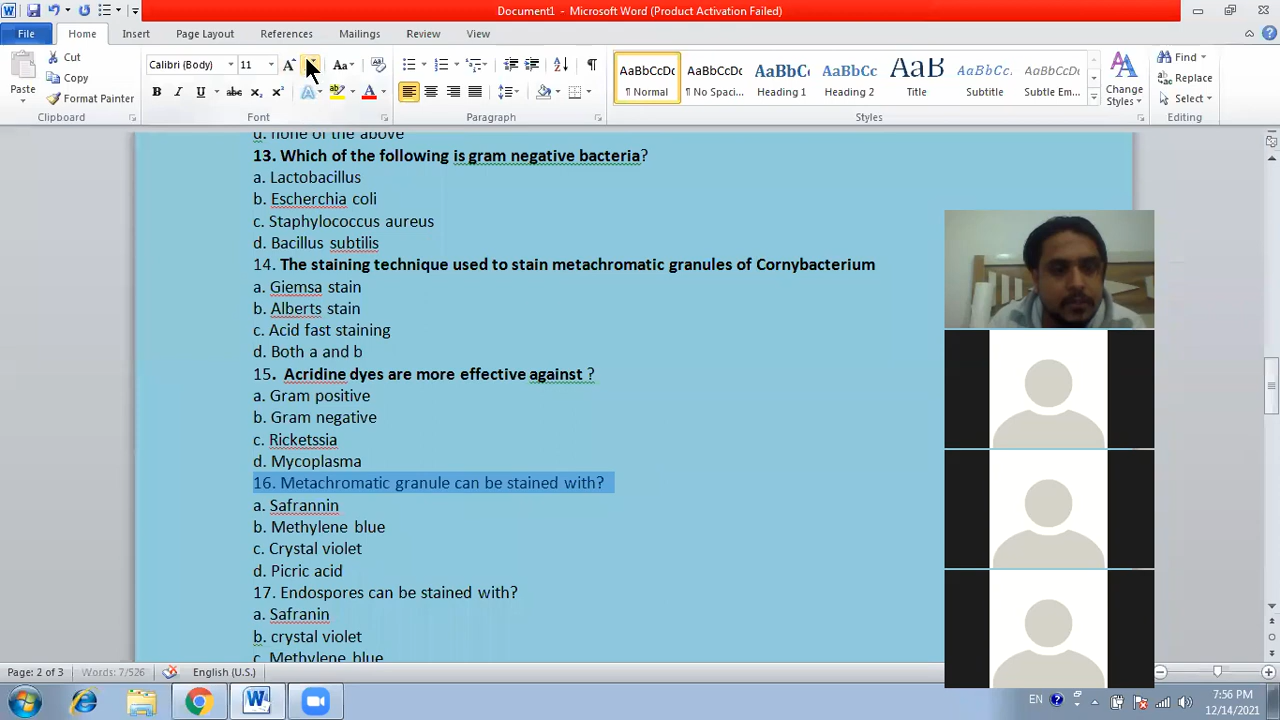 Document1 - Microsoft Word (Product Activation Failed)
File Home Insert Page Layout References Mailings Review View
Cut
Copy
Format Painter
Paste
Clipboard
Calibri (Body) 11
Font
Paragraph
AaBbCcDc AaBbCcDc AaBbCc AaBbCc AaB AaBbCc. AaBbCcDc
¶ Normal ¶ No Spaci... Heading 1 Heading 2 Title Subtitle Subtle Em...
Styles
Change Styles
Find
Replace
Select
Editing
d. none of the above
13. Which of the following is gram negative bacteria?
a. Lactobacillus
b. Escherchia coli
c. Staphylococcus aureus
d. Bacillus subtilis
14. The staining technique used to stain metachromatic granules of Cornybacterium
a. Giemsa stain
b. Alberts stain
c. Acid fast staining
d. Both a and b
15. Acridine dyes are more effective against ?
a. Gram positive
b. Gram negative
c. Ricketssia
d. Mycoplasma
16. Metachromatic granule can be stained with?
a. Safrannin
b. Methylene blue
c. Crystal violet
d. Picric acid
17. Endospores can be stained with?
a. Safranin
b. crystal violet
c. Methylene blue
Page: 2 of 3 Words: 7/526 English (U.S.)
EN
7:56 PM
12/14/2021